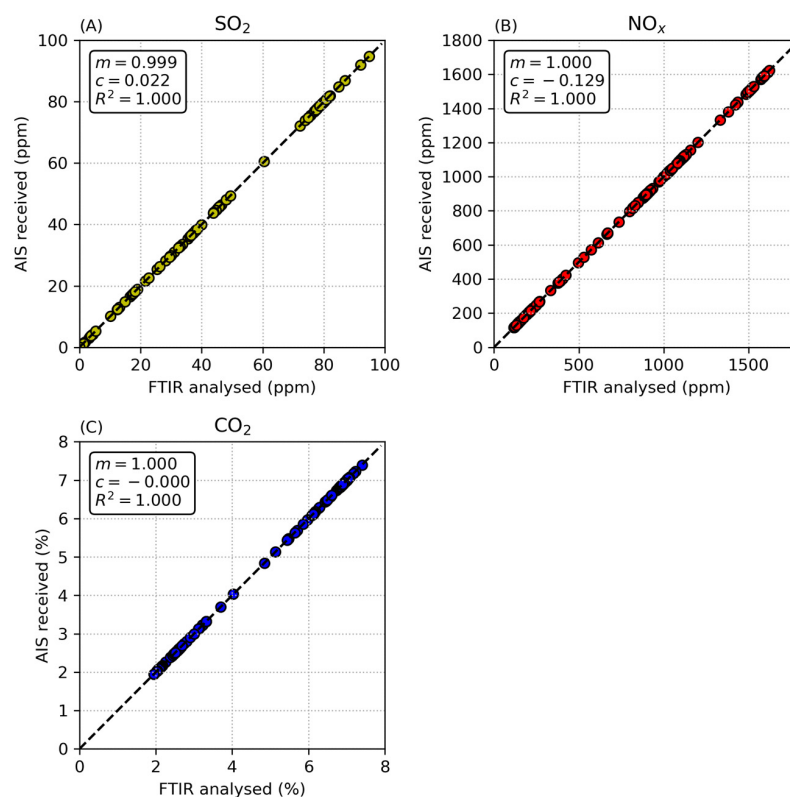 (A)
SO₂
m = 0.999
c = 0.022
R² = 1.000
100
80
60
40
20
0
AIS received (ppm)
0 20 40 60 80 100
FTIR analysed (ppm)
(B)
NOₓ
m = 1.000
c = −0.129
R² = 1.000
1800
1600
1400
1200
1000
800
600
400
200
0
AIS received (ppm)
0 500 1000 1500
FTIR analysed (ppm)
(C)
CO₂
m = 1.000
c = −0.000
R² = 1.000
8
7
6
5
4
3
2
1
0
AIS received (%)
0 2 4 6 8
FTIR analysed (%)